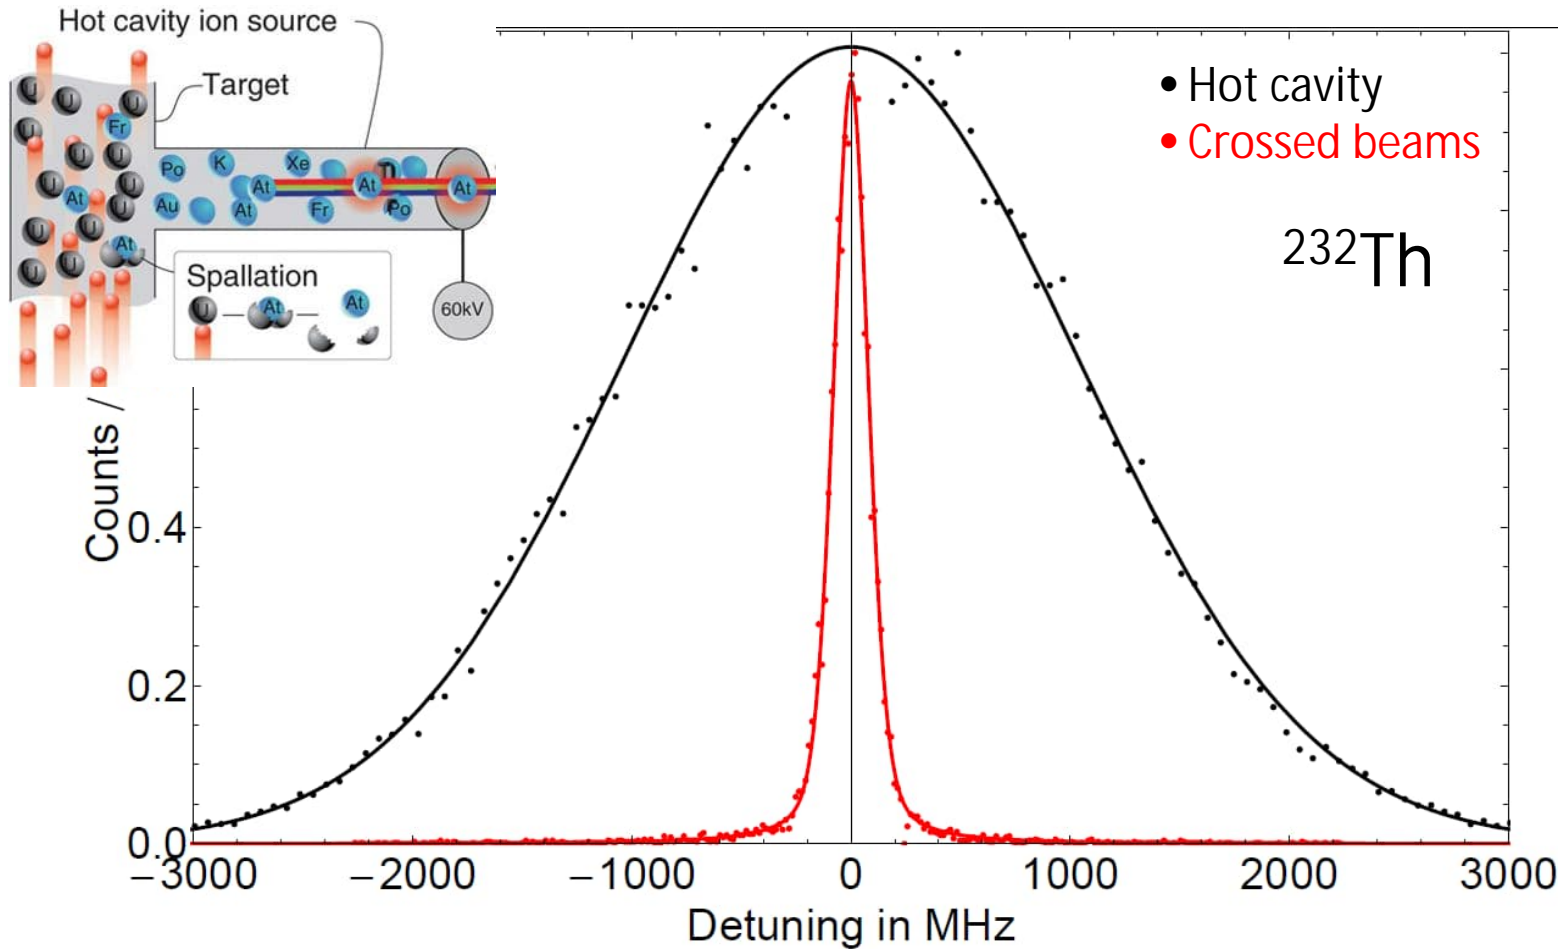 Hot cavity ion source
Target
U
U
U
Fr
U
U
U
U
U
At
U
U
U
At
U
U
Po
K
Xe
At
At
At
Au
At
Fr
Po
Spallation
U
At
At
60kV
• Hot cavity
• Crossed beams
232Th
Counts /
0.4
0.2
0.0
−3000
−2000
−1000
0
1000
2000
3000
Detuning in MHz